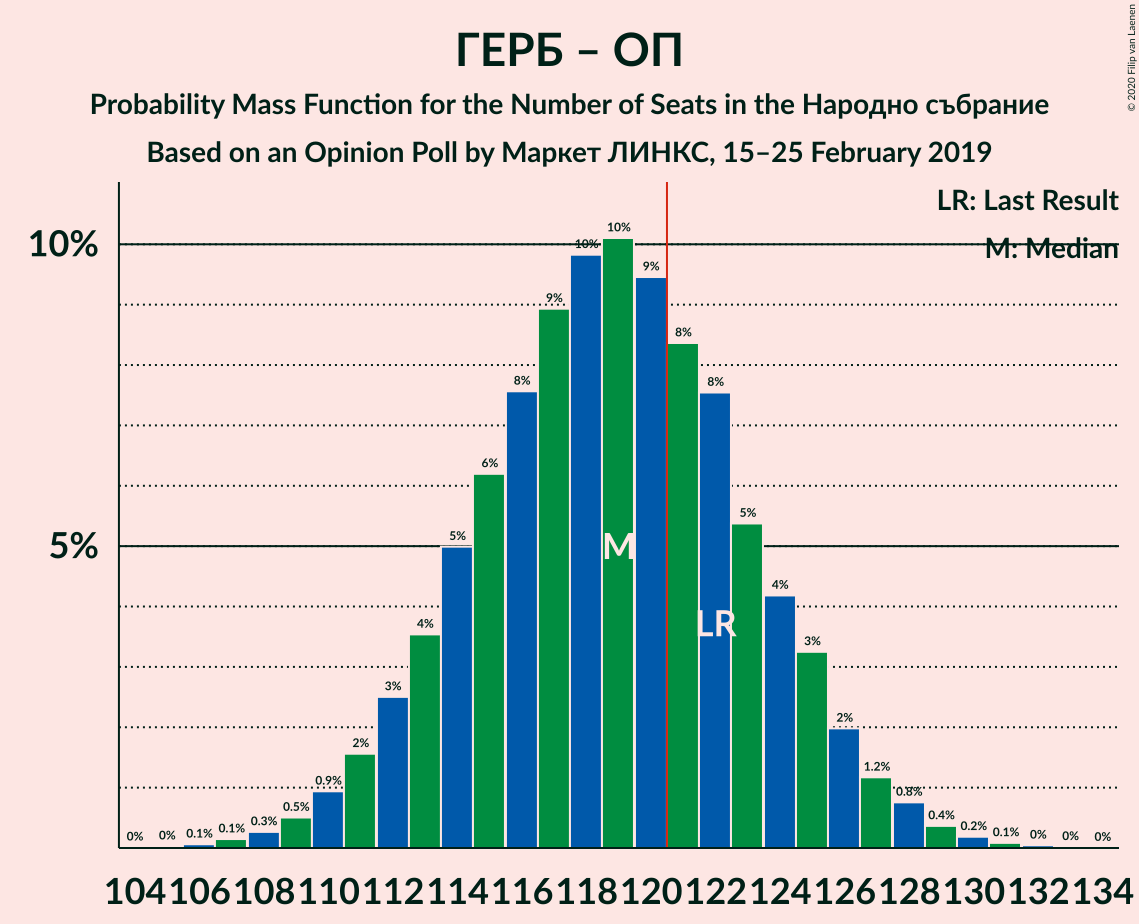 ГЕРБ – ОП
Probability Mass Function for the Number of Seats in the Народно събрание
Based on an Opinion Poll by Маркет ЛИНКС, 15–25 February 2019
© 2020 Filip van Laenen
LR: Last Result
M: Median
10%
5%
0% 0% 0.1% 0.1% 0.3% 0.5% 0.9% 2% 3% 4% 5% 6% 8% 9% 10% 10% 9% 8% 8% 5% 4% 3% 2% 1.2% 0.8% 0.4% 0.2% 0.1% 0% 0% 0%
M
LR
104 106 108 110 112 114 116 118 120 122 124 126 128 130 132 134